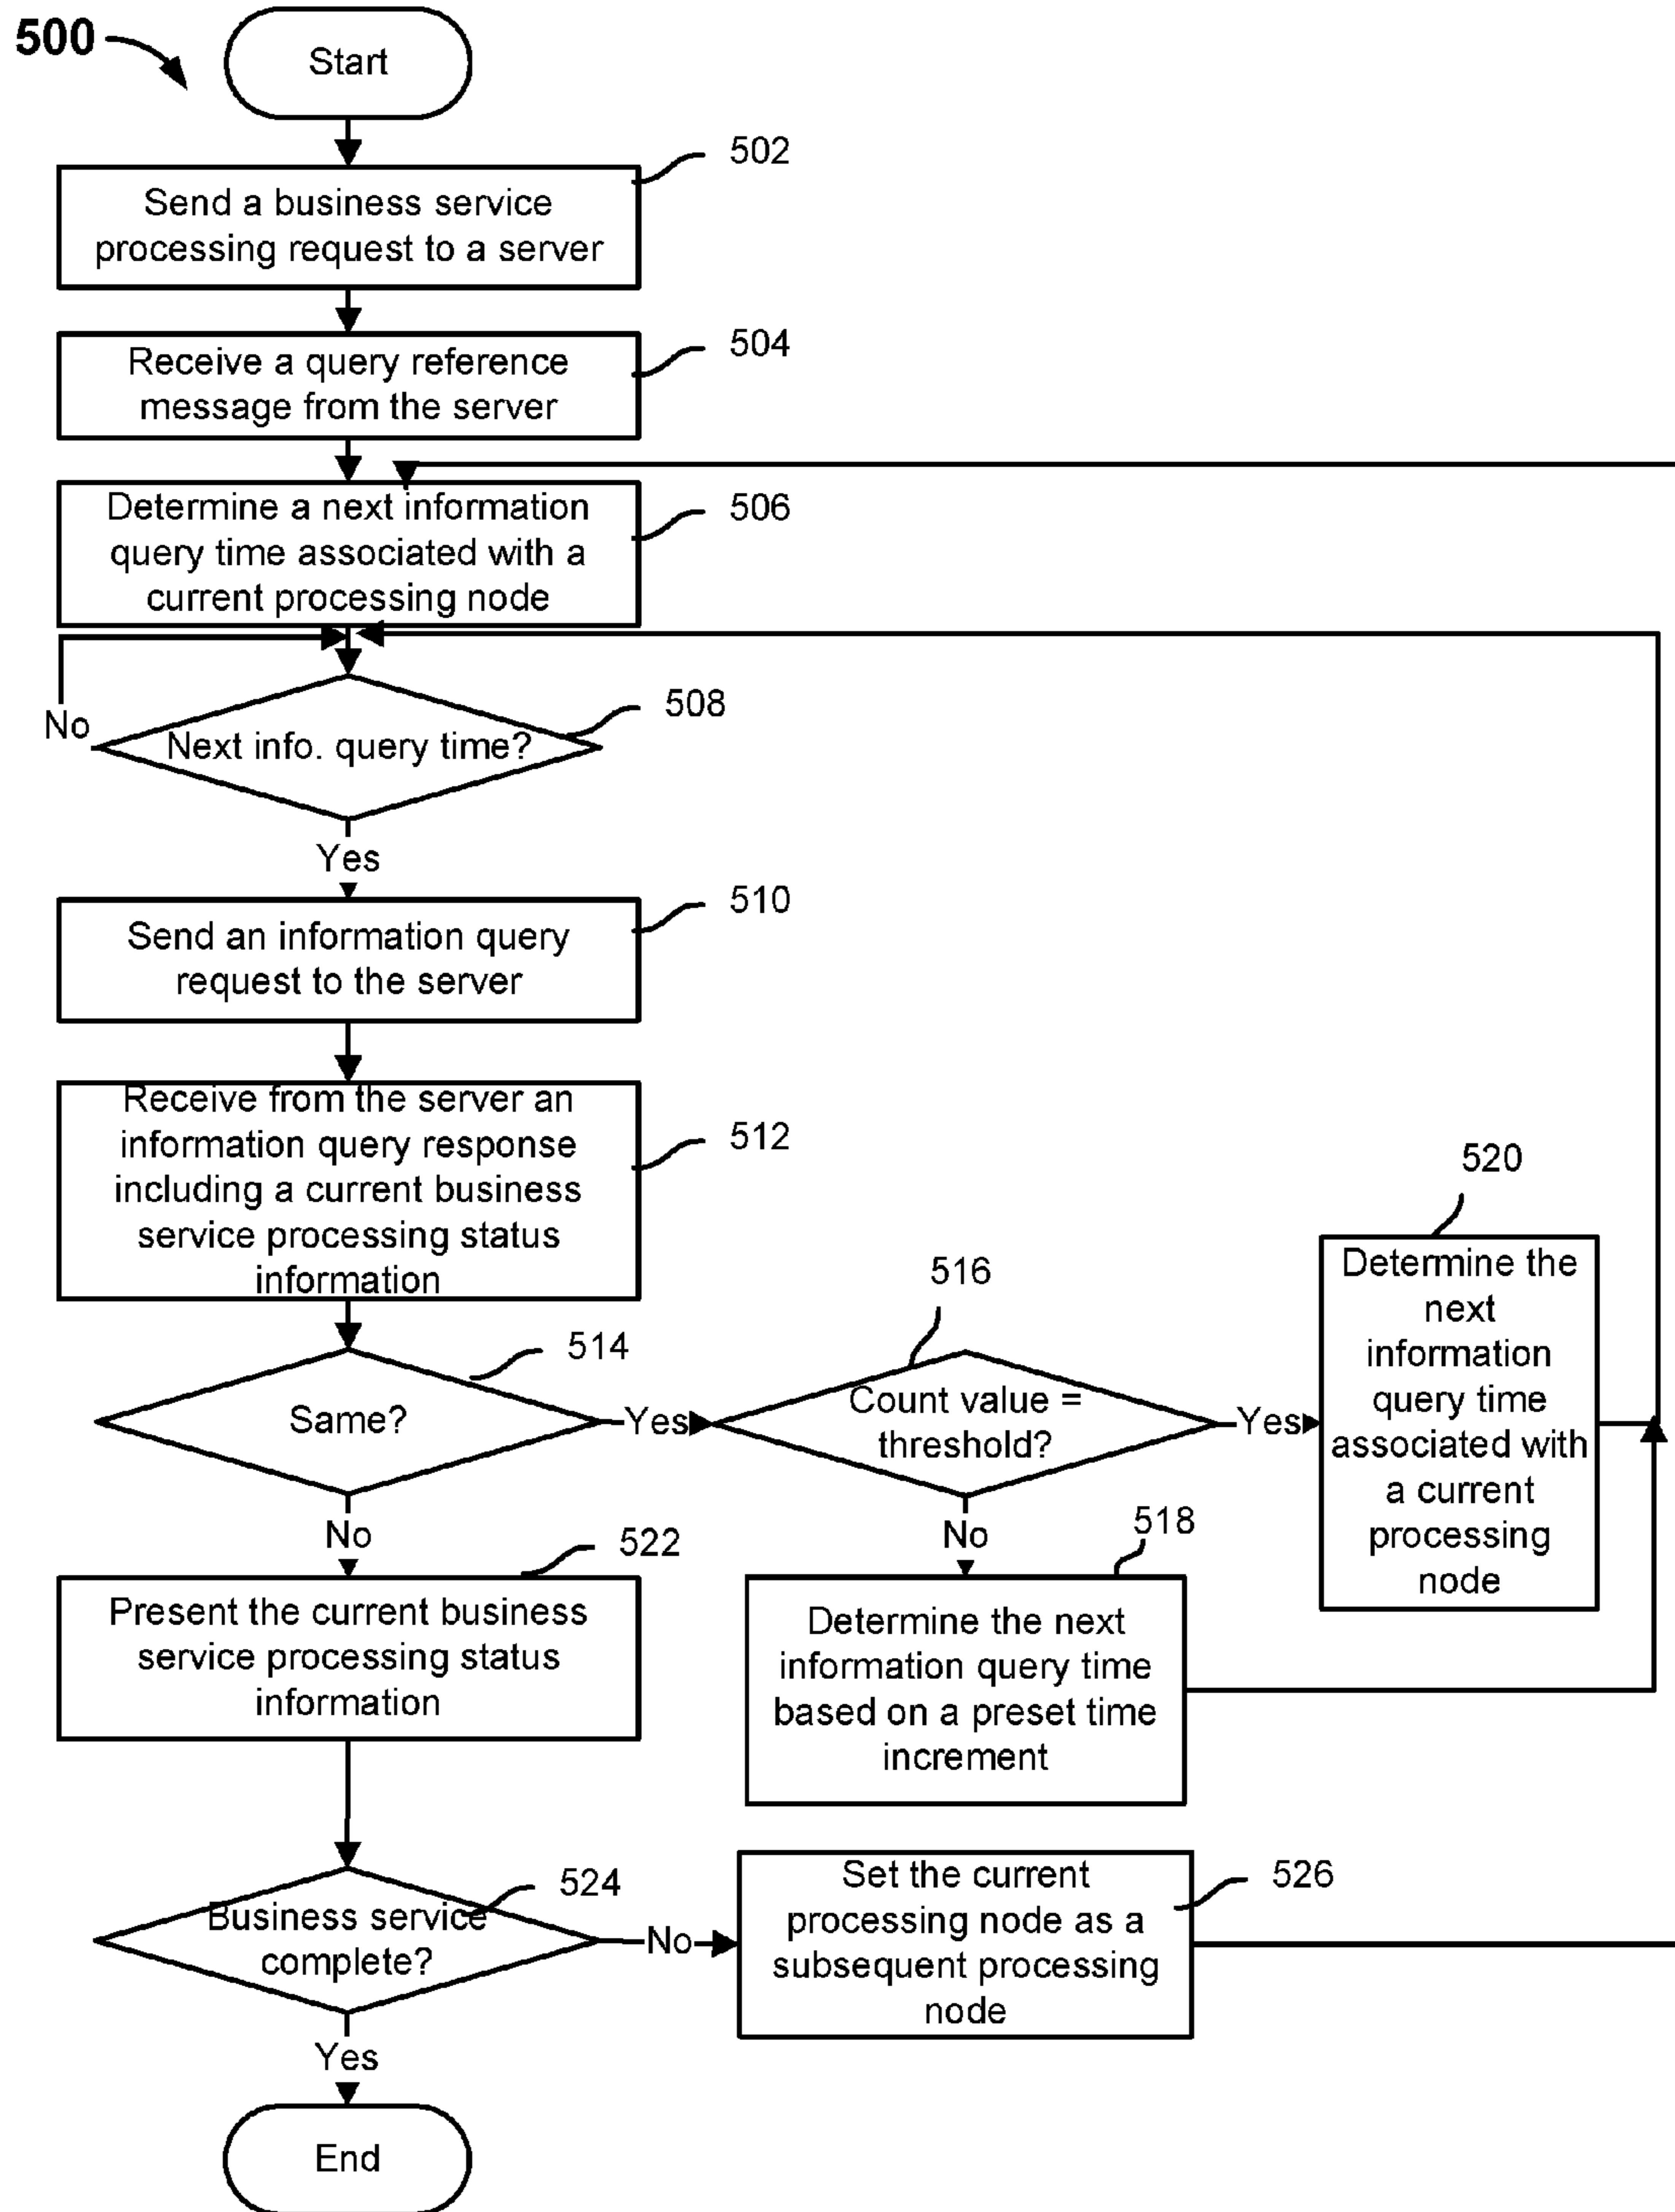 500
Start
502
Send a business service
processing request to a server
504
Receive a query reference
message from the server
506
Determine a next information
query time associated with a
current processing node
No
508
Next info. query time?
Yes
510
Send an information query
request to the server
512
Receive from the server an
information query response
including a current business
service processing status
information
514
Same?
Yes
516
Count value =
threshold?
Yes
520
Determine the
next
information
query time
associated with
a current
processing
node
No
518
Determine the next
information query time
based on a preset time
increment
No
522
Present the current business
service processing status
information
524
Business service
complete?
No
526
Set the current
processing node as a
subsequent processing
node
Yes
End